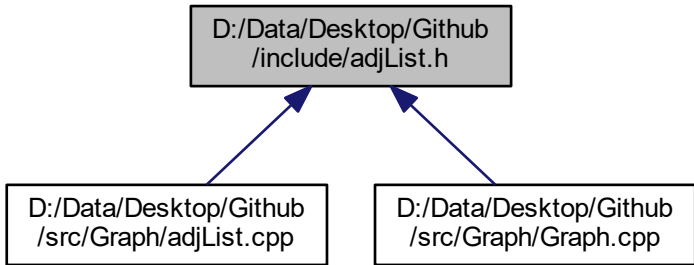 D:/Data/Desktop/Github
/include/adjList.h
D:/Data/Desktop/Github
/src/Graph/adjList.cpp
D:/Data/Desktop/Github
/src/Graph/Graph.cpp